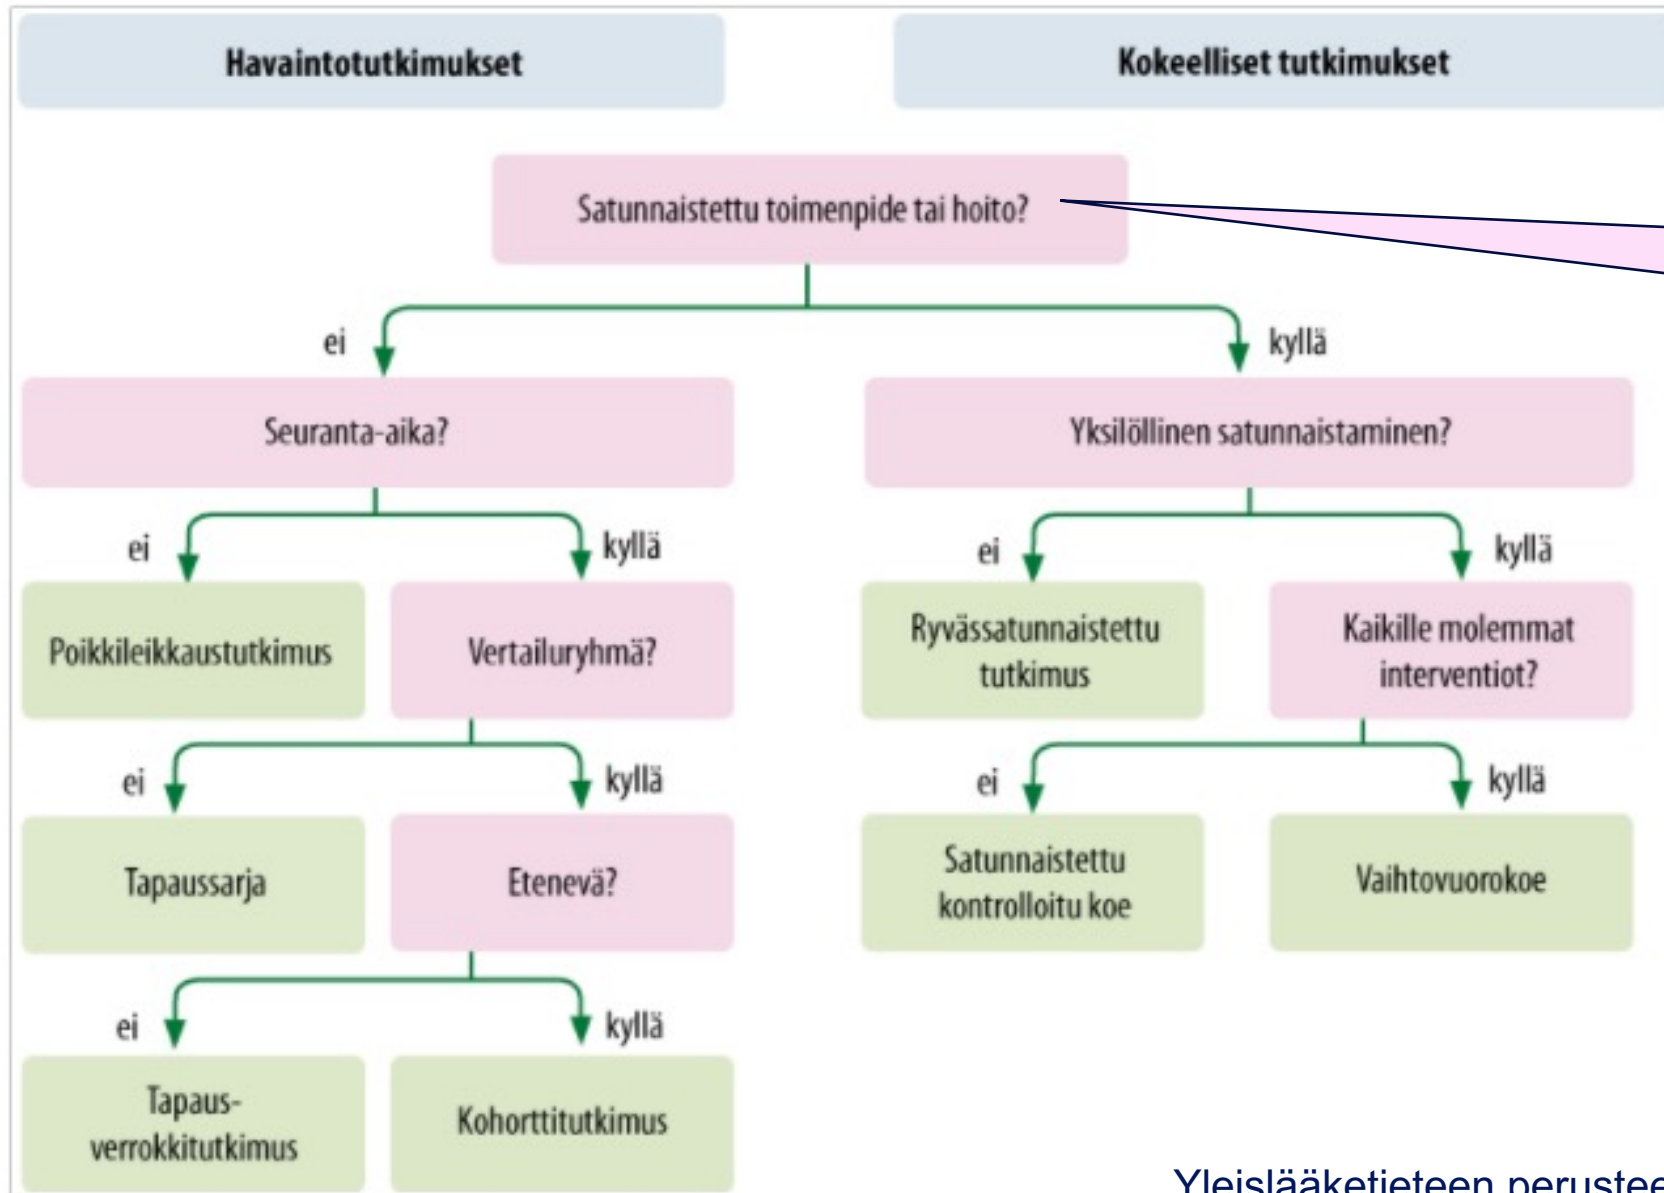 Havaintotutkimukset
Kokeelliset tutkimukset
Satunnaistettu toimenpide tai hoito?
ei
kyllä
Seuranta-aika?
Yksilöllinen satunnaistaminen?
ei
kyllä
ei
kyllä
Poikkileikkaustutkimus
Vertailuryhmä?
Ryvässatunnaistettu
tutkimus
Kaikille molemmat
interventiot?
ei
kyllä
ei
kyllä
Tapaussarja
Etenevä?
Satunnaistettu
kontrolloitu koe
Vaihtovuorokoe
ei
kyllä
Tapaus-
verrokkitutkimus
Kohorttitutkimus
Yleislääketieteen perustee